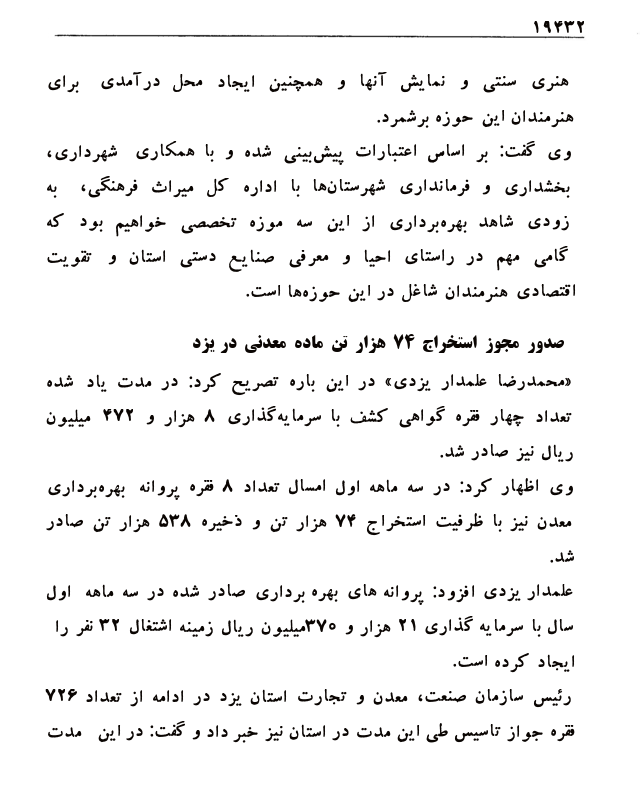 ۱۹۴۳۲
هنری سنتی و نمایش آنها و همچنین ایجاد محل درآمدی برای
هنرمندان این حوزه برشمرد.
وی گفت: بر اساس اعتبارات پیش‌بینی شده و با همکاری شهرداری،
بخشداری و فرمانداری شهرستان‌ها با اداره کل میراث فرهنگی، به
زودی شاهد بهره‌برداری از این سه موزه تخصصی خواهیم بود که
گامی مهم در راستای احیا و معرفی صنایع دستی استان و تقویت
اقتصادی هنرمندان شاغل در این حوزه‌ها است.
صدور مجوز استخراج ۷۴ هزار تن ماده معدنی در یزد
«محمدرضا علمدار یزدی» در این باره تصریح کرد: در مدت یاد شده
تعداد چهار فقره گواهی کشف با سرمایه‌گذاری ۸ هزار و ۴۷۲ میلیون
ریال نیز صادر شد.
وی اظهار کرد: در سه ماهه اول امسال تعداد ۸ فقره پروانه بهره‌برداری
معدن نیز با ظرفیت استخراج ۷۴ هزار تن و ذخیره ۵۳۸ هزار تن صادر
شد.
علمدار یزدی افزود: پروانه های بهره برداری صادر شده در سه ماهه اول
سال با سرمایه گذاری ۲۱ هزار و ۳۷۰میلیون ریال زمینه اشتغال ۳۲ نفر را
ایجاد کرده است.
رئیس سازمان صنعت، معدن و تجارت استان یزد در ادامه از تعداد ۷۲۶
فقره جواز تاسیس طی این مدت در استان نیز خبر داد و گفت: در این مدت